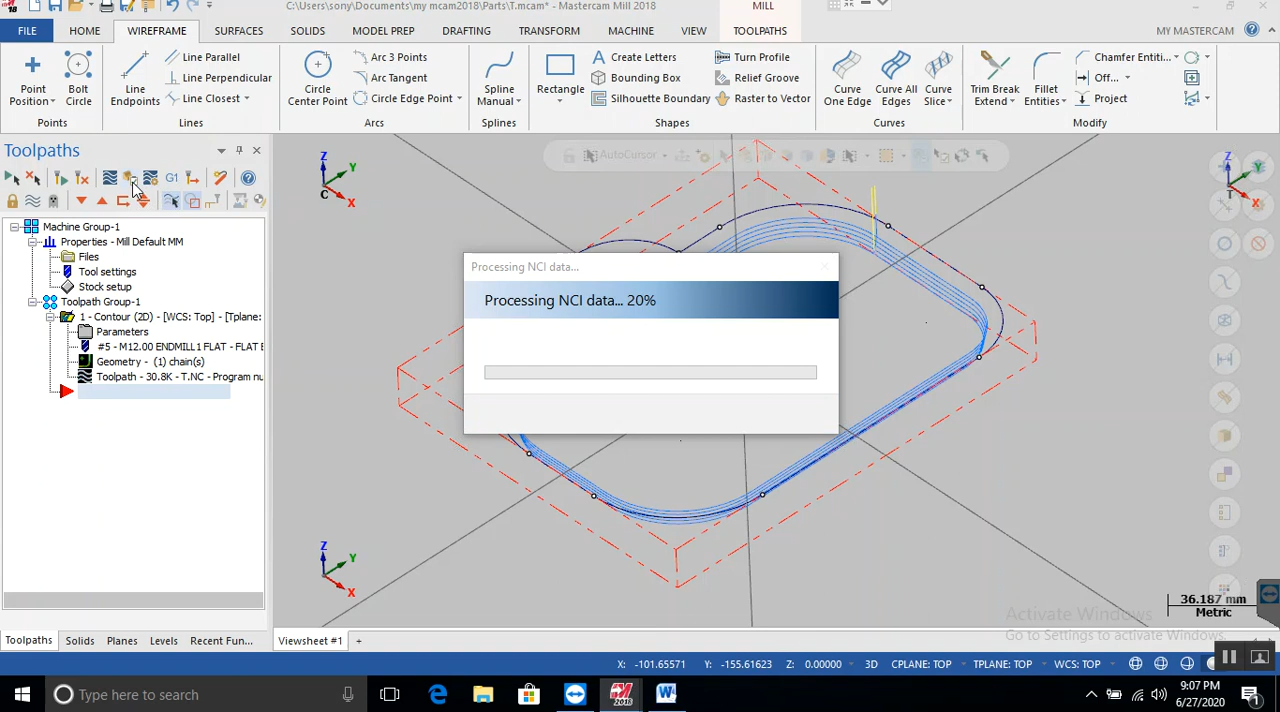 C:\Users\sony\Documents\my mcam2018\Parts\T.mcam* - Mastercam Mill 2018
MILL
FILE
HOME
WIREFRAME
SURFACES
SOLIDS
MODEL PREP
DRAFTING
TRANSFORM
MACHINE
VIEW
TOOLPATHS
MY MASTERCAM
Point Position
Bolt Circle
Points
Line Endpoints
Line Parallel
Line Perpendicular
Line Closest
Lines
Circle Center Point
Arc 3 Points
Arc Tangent
Circle Edge Point
Arcs
Spline Manual
Splines
Rectangle
Create Letters
Bounding Box
Silhouette Boundary
Turn Profile
Relief Groove
Raster to Vector
Shapes
Curve One Edge
Curve All Edges
Curve Slice
Curves
Trim Break Extend
Fillet Entities
Chamfer Entiti...
Off...
Project
Modify
Toolpaths
G1
AutoCursor
Machine Group-1
Properties - Mill Default MM
Files
Tool settings
Stock setup
Toolpath Group-1
1 - Contour (2D) - [WCS: Top] - [Tplane:
Parameters
#5 - M12.00 ENDMILL1 FLAT - FLAT E
Geometry - (1) chain(s)
Toolpath - 30.8K - T.NC - Program nu
Z
Y
X
C
Z
Y
X
T
Z
Y
X
Processing NCI data...
Processing NCI data... 20%
36.187 mm
Metric
Activate Windows
Go to Settings to activate Windows.
Toolpaths
Solids
Planes
Levels
Recent Fun...
Viewsheet #1
+
X: -101.65571
Y: -155.61623
Z: 0.00000
3D
CPLANE: TOP
TPLANE: TOP
WCS: TOP
Type here to search
2018
9:07 PM
6/27/2020
1